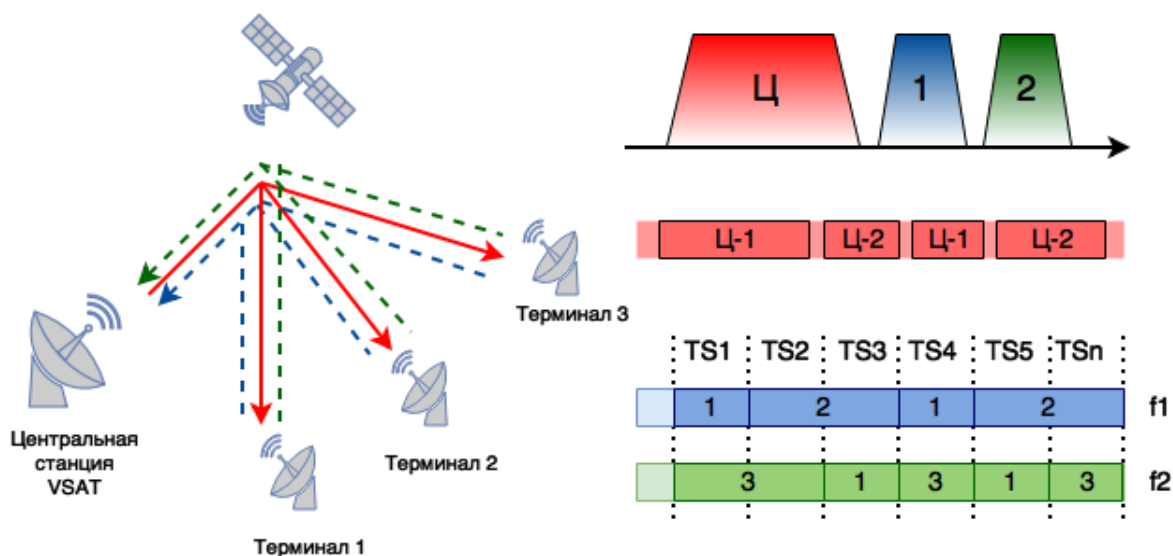 Ц
1
2
Ц-1
Ц-2
Ц-1
Ц-2
Терминал 3
TS1
TS2
TS3
TS4
TS5
TSn
1
2
1
2
f1
Центральная
станция
VSAT
Терминал 2
3
1
3
1
3
f2
Терминал 1